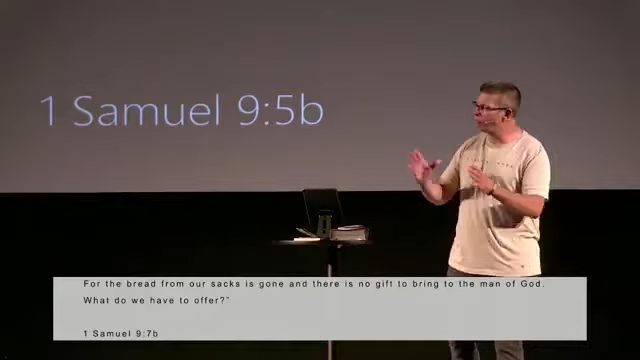 1 Samuel 9:5b
For the bread from our sacks is gone and there is no gift to bring to the man of God.
What do we have to offer?"
1 Samuel 9:7b